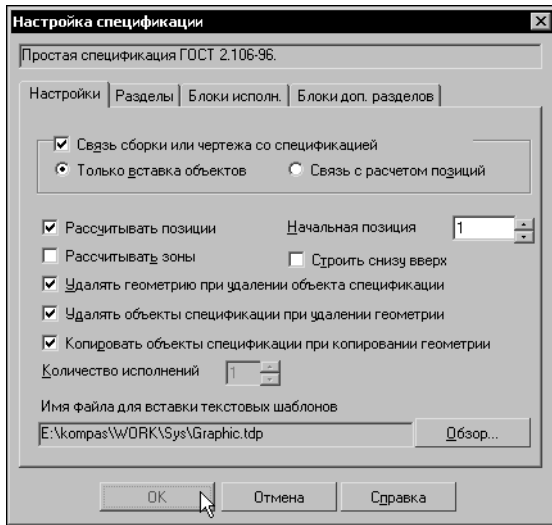 Настройка спецификации
Простая спецификация ГОСТ 2.106-96.
Настройки Разделы Блоки исполн. Блоки доп. разделов
Связь сборки или чертежа со спецификацией
Только вставка объектов Связь с расчетом позиций
Рассчитывать позиции Начальная позиция 1
Рассчитывать зоны Строить снизу вверх
Удалять геометрию при удалении объекта спецификации
Удалять объекты спецификации при удалении геометрии
Копировать объекты спецификации при копировании геометрии
Количество исполнений 1
Имя файла для вставки текстовых шаблонов
E:\kompas\WORK\Sys\Graphic.tdp Обзор...
OK Отмена Справка